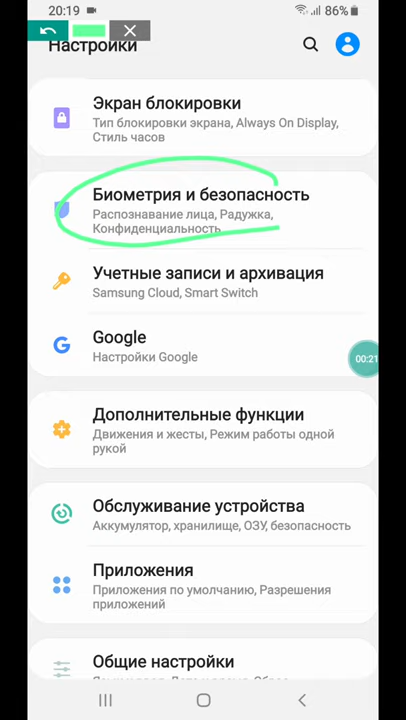 20:19 86%
Настройки
Экран блокировки
Тип блокировки экрана, Always On Display,
Стиль часов
Биометрия и безопасность
Распознавание лица, Радужка,
Конфиденциальность
Учетные записи и архивация
Samsung Cloud, Smart Switch
Google
Настройки Google
00:21
Дополнительные функции
Движения и жесты, Режим работы одной
рукой
Обслуживание устройства
Аккумулятор, хранилище, ОЗУ, безопасность
Приложения
Приложения по умолчанию, Разрешения
приложений
Общие настройки